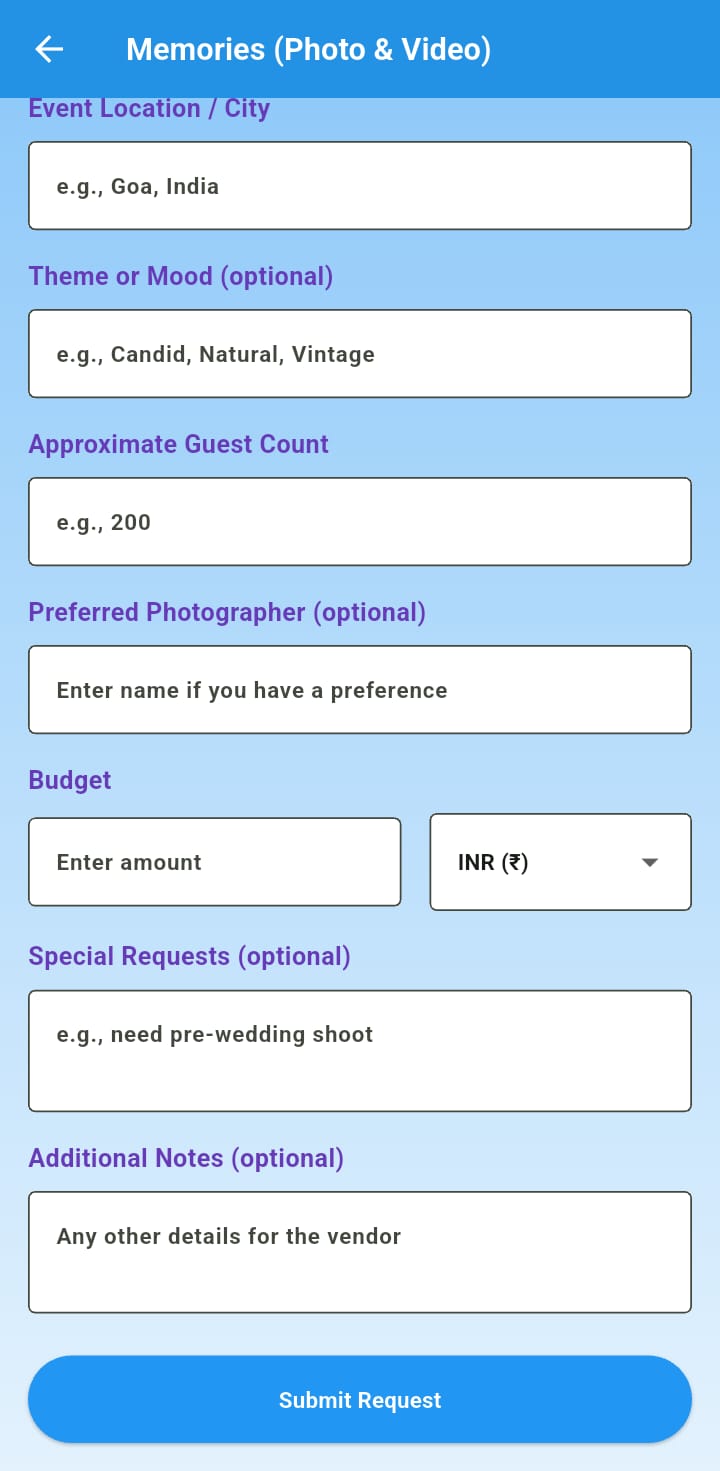 Memories (Photo & Video)
Event Location / City
e.g., Goa, India
Theme or Mood (optional)
e.g., Candid, Natural, Vintage
Approximate Guest Count
e.g., 200
Preferred Photographer (optional)
Enter name if you have a preference
Budget
Enter amount
INR (₹)
Special Requests (optional)
e.g., need pre-wedding shoot
Additional Notes (optional)
Any other details for the vendor
Submit Request